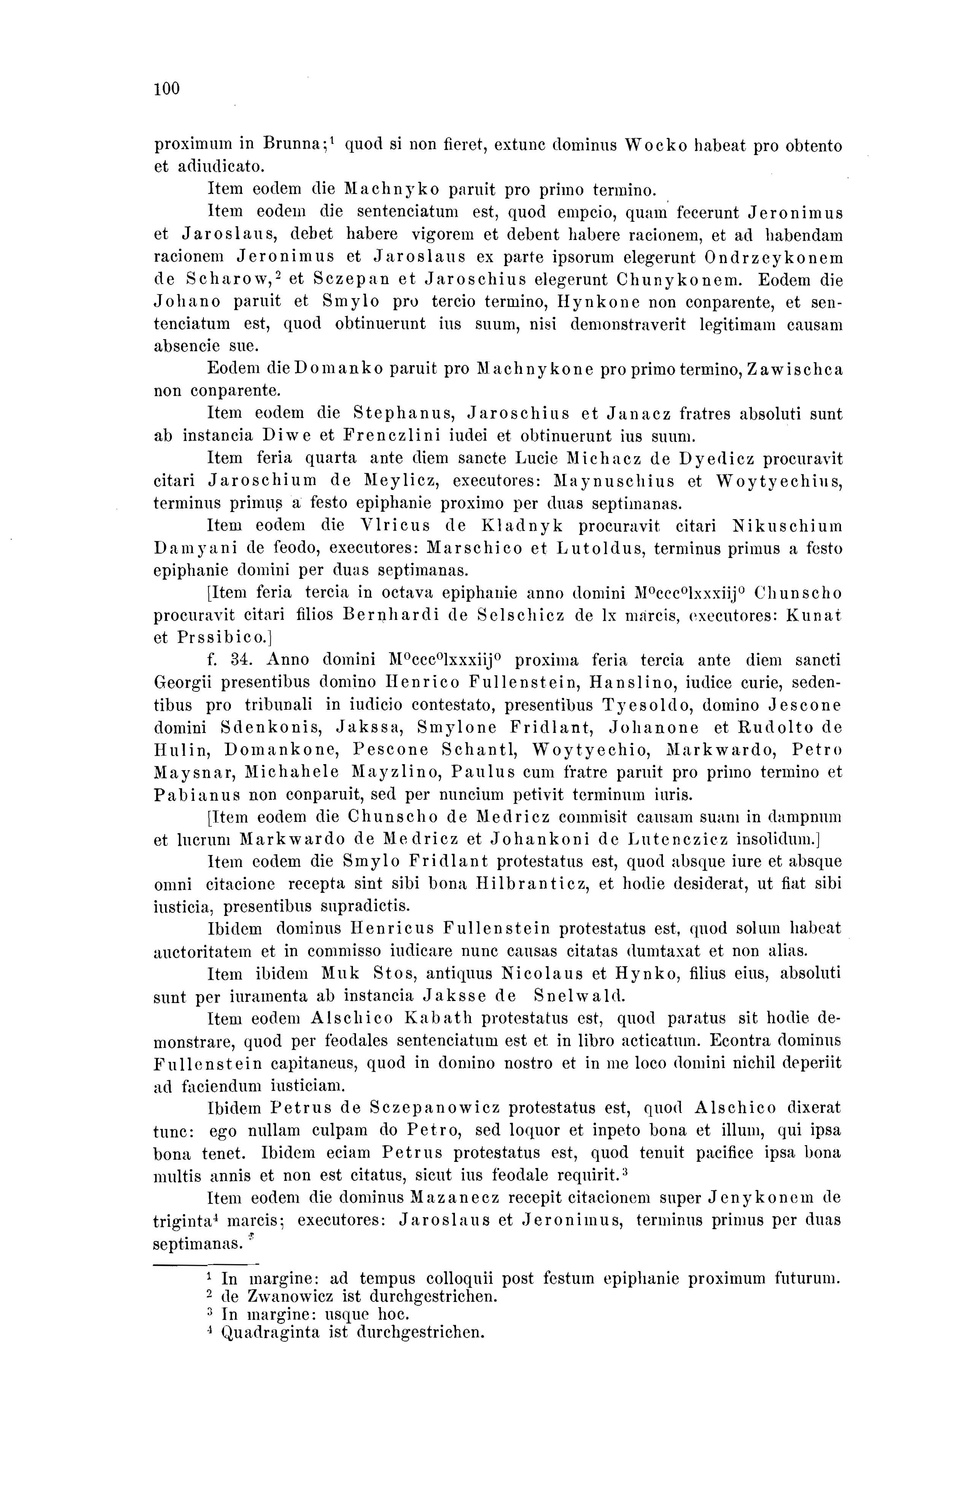 100
proximum in Brunna;¹ quod si non fieret, extunc dominus Wocko habeat pro obtento
et adiudicato.
Item eodem die Machnyko paruit pro primo termino.
Item eodem die sentenciatum est, quod empcio, quam fecerunt Jeronimus
et Jaroslaus, debet habere vigorem et debent habere racionem, et ad habendam
racionem Jeronimus et Jaroslaus ex parte ipsorum elegerunt Ondrzeykonem
de Scharow,² et Sczepan et Jaroschius elegerunt Chunykonem. Eodem die
Johano paruit et Smylo pro tercio termino, Hynkone non conparente, et sen-
tenciatum est, quod obtinuerunt ius suum, nisi demonstraverit legitimam causam
absencie sue.
Eodem die Domanko paruit pro Machnykone pro primo termino, Zawischca
non conparente.
Item eodem die Stephanus, Jaroschius et Janacz fratres absoluti sunt
ab instancia Diwe et Frenczlini iudei et obtinuerunt ius suum.
Item feria quarta ante diem sancte Lucie Michacz de Dyedicz procuravit
citari Jaroschium de Meylicz, executores: Maynuschius et Woytyechius,
terminus primus a festo epiphanie proximo per duas septimanas.
Item eodem die Vlricus de Kladnyk procuravit citari Nikuschium
Damyani de feodo, executores: Marschico et Lutoldus, terminus primus a festo
epiphanie domini per duas septimanas.
[Item feria tercia in octava epiphanie anno domini M⁰ccc⁰lxxxiij⁰ Chunscho
procuravit citari filios Bernhardi de Selschicz de lx marcis, executores: Kunat
et Prssibico.]
f. 34. Anno domini M⁰ccc⁰lxxxiij⁰ proxima feria tercia ante diem sancti
Georgii presentibus domino Henrico Fullenstein, Hanslino, iudice curie, seden-
tibus pro tribunali in iudicio contestato, presentibus Tyesoldo, domino Jescone
domini Sdenkonis, Jakssa, Smylone Fridlant, Johanone et Rudolto de
Hulin, Domankone, Pescone Schantl, Woytyechio, Markwardo, Petro
Maysnar, Michahele Mayzlino, Paulus cum fratre paruit pro primo termino et
Pabianus non conparuit, sed per nuncium petivit terminum iuris.
[Item eodem die Chunscho de Medricz commisit causam suam in dampnum
et lucrum Markwardo de Medricz et Johankoni de Lutenczicz insolidum.]
Item eodem die Smylo Fridlant protestatus est, quod absque iure et absque
omni citacione recepta sint sibi bona Hilbranticz, et hodie desiderat, ut fiat sibi
iusticia, presentibus supradictis.
Ibidem dominus Henricus Fullenstein protestatus est, quod solum habeat
auctoritatem et in commisso iudicare nunc causas citatas dumtaxat et non alias.
Item ibidem Muk Stos, antiquus Nicolaus et Hynko, filius eius, absoluti
sunt per iuramenta ab instancia Jaksse de Snelwald.
Item eodem Alschico Kabath protestatus est, quod paratus sit hodie de-
monstrare, quod per feodales sentenciatum est et in libro acticatum. Econtra dominus
Fullenstein capitaneus, quod in domino nostro et in me loco domini nichil deperiit
ad faciendum iusticiam.
Ibidem Petrus de Sczepanowicz protestatus est, quod Alschico dixerat
tunc: ego nullam culpam do Petro, sed loquor et inpeto bona et illum, qui ipsa
bona tenet. Ibidem eciam Petrus protestatus est, quod tenuit pacifice ipsa bona
multis annis et non est citatus, sicut ius feodale requirit.³
Item eodem die dominus Mazanecz recepit citacionem super Jenykonem de
triginta⁴ marcis; executores: Jaroslaus et Jeronimus, terminus primus per duas
septimanas.
¹ In margine: ad tempus colloquii post festum epiphanie proximum futurum.
² de Zwanowicz ist durchgestrichen.
³ In margine: usque hoc.
⁴ Quadraginta ist durchgestrichen.